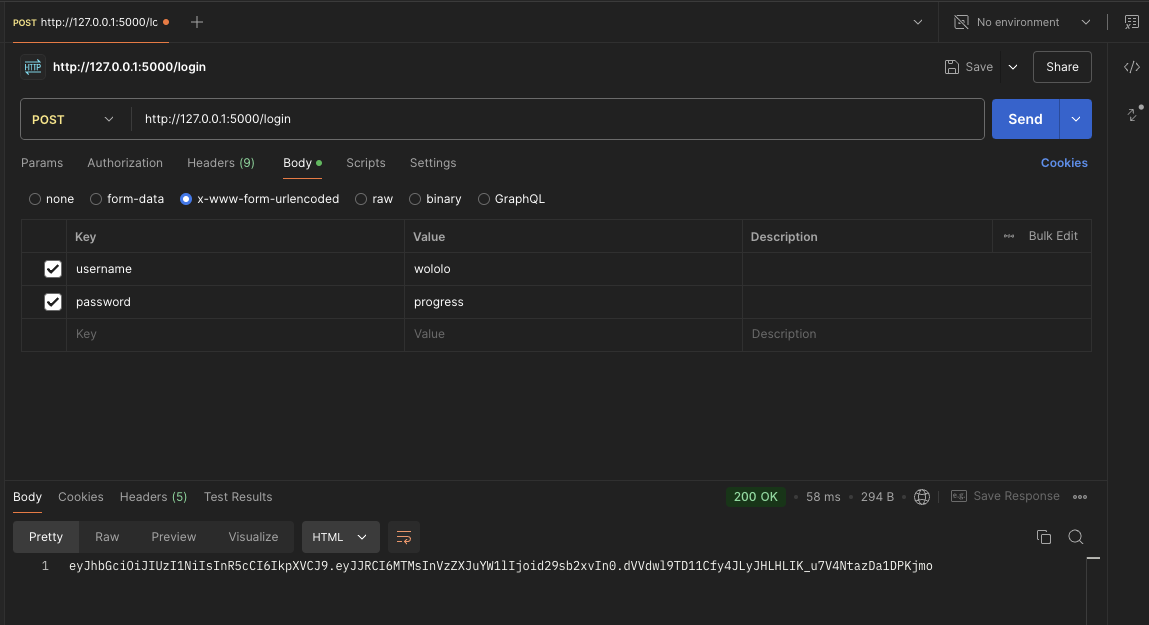 POST http://127.0.0.1:5000/lc
No environment
HTTP http://127.0.0.1:5000/login
Save
Share
POST
http://127.0.0.1:5000/login
Send
Params
Authorization
Headers (9)
Body
Scripts
Settings
Cookies
none
form-data
x-www-form-urlencoded
raw
binary
GraphQL
Key Value Description Bulk Edit
username wololo
password progress
Key Value Description
Body
Cookies
Headers (5)
Test Results
200 OK • 58 ms • 294 B •
e.g. Save Response
Pretty
Raw
Preview
Visualize
HTML
1 eyJhbGciOiJIUzI1NiIsInR5cCI6IkpXVCJ9.eyJJRCI6MTMsInVzZXJuYW1lIjoid29sb2xvIn0.dVVdwl9TD11Cfy4JLyJHLHLIK_u7V4NtazDa1DPKjmo